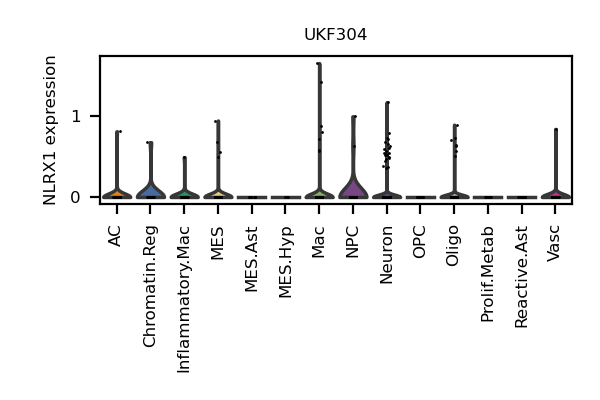 UKF304
NLRX1 expression
1
0
AC
Chromatin.Reg
Inflammatory.Mac
MES
MES.Ast
MES.Hyp
Mac
NPC
Neuron
OPC
Oligo
Prolif.Metab
Reactive.Ast
Vasc